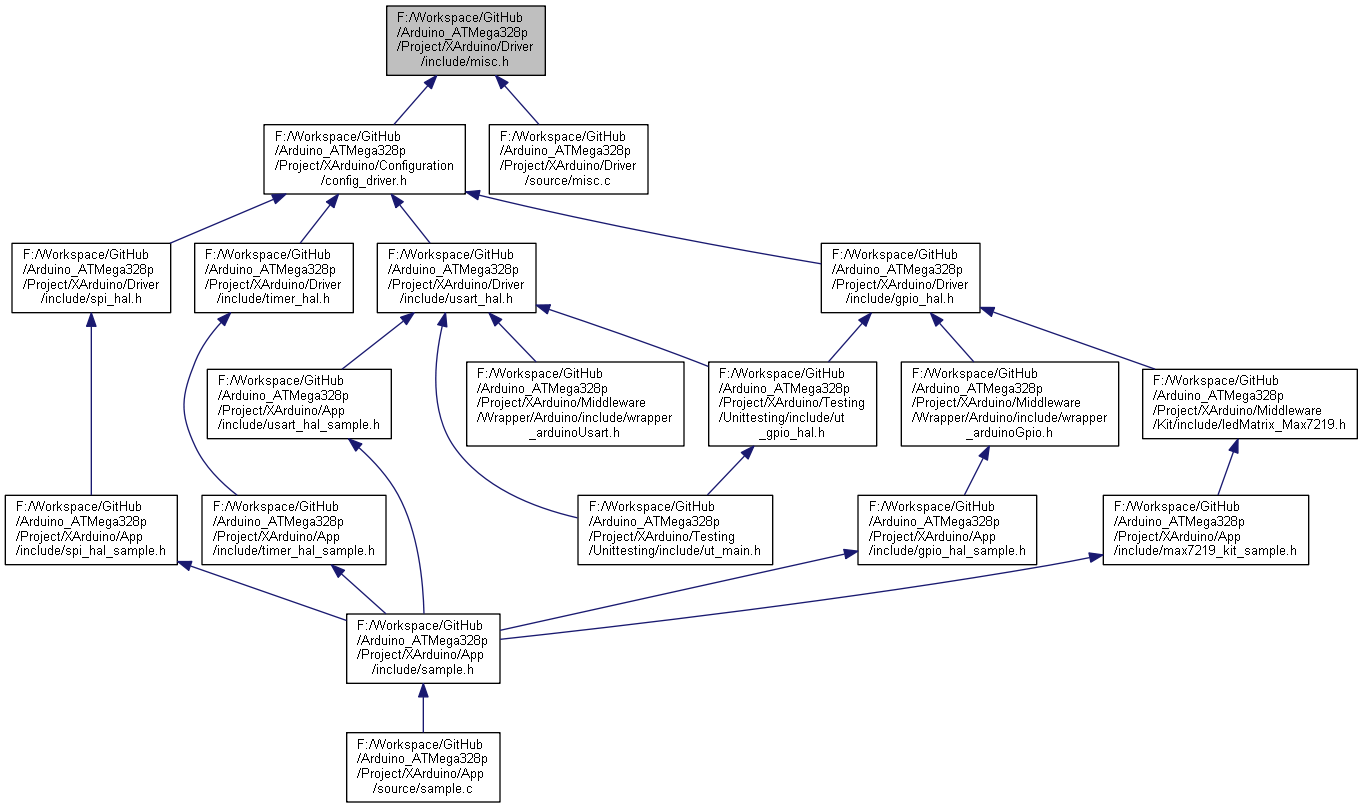 F:/Workspace/GitHub
/Arduino_ATMega328p
/Project/XArduino/Driver
/include/misc.h
F:/Workspace/GitHub
/Arduino_ATMega328p
/Project/XArduino/Configuration
/config_driver.h
F:/Workspace/GitHub
/Arduino_ATMega328p
/Project/XArduino/Driver
/source/misc.c
F:/Workspace/GitHub
/Arduino_ATMega328p
/Project/XArduino/Driver
/include/spi_hal.h
F:/Workspace/GitHub
/Arduino_ATMega328p
/Project/XArduino/Driver
/include/timer_hal.h
F:/Workspace/GitHub
/Arduino_ATMega328p
/Project/XArduino/Driver
/include/usart_hal.h
F:/Workspace/GitHub
/Arduino_ATMega328p
/Project/XArduino/Driver
/include/gpio_hal.h
F:/Workspace/GitHub
/Arduino_ATMega328p
/Project/XArduino/App
/include/usart_hal_sample.h
F:/Workspace/GitHub
/Arduino_ATMega328p
/Project/XArduino/Middleware
/Wrapper/Arduino/include/wrapper
_arduinoUsart.h
F:/Workspace/GitHub
/Arduino_ATMega328p
/Project/XArduino/Testing
/Unittesting/include/ut
_gpio_hal.h
F:/Workspace/GitHub
/Arduino_ATMega328p
/Project/XArduino/Middleware
/Wrapper/Arduino/include/wrapper
_arduinoGpio.h
F:/Workspace/GitHub
/Arduino_ATMega328p
/Project/XArduino/Middleware
/Kit/include/ledMatrix_Max7219.h
F:/Workspace/GitHub
/Arduino_ATMega328p
/Project/XArduino/App
/include/spi_hal_sample.h
F:/Workspace/GitHub
/Arduino_ATMega328p
/Project/XArduino/App
/include/timer_hal_sample.h
F:/Workspace/GitHub
/Arduino_ATMega328p
/Project/XArduino/Testing
/Unittesting/include/ut_main.h
F:/Workspace/GitHub
/Arduino_ATMega328p
/Project/XArduino/App
/include/gpio_hal_sample.h
F:/Workspace/GitHub
/Arduino_ATMega328p
/Project/XArduino/App
/include/max7219_kit_sample.h
F:/Workspace/GitHub
/Arduino_ATMega328p
/Project/XArduino/App
/include/sample.h
F:/Workspace/GitHub
/Arduino_ATMega328p
/Project/XArduino/App
/source/sample.c